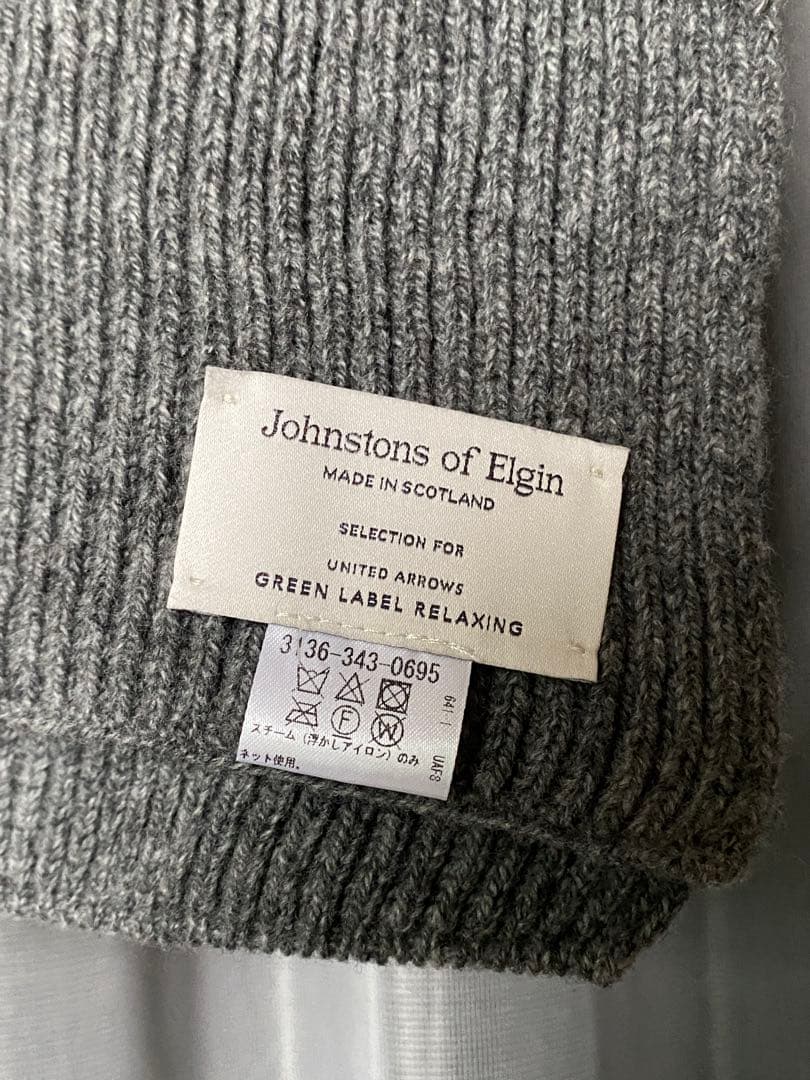 Johnstons of Elgin
MADE IN SCOTLAND
SELECTION FOR
UNITED ARROWS
GREEN LABEL RELAXING
3136-343-0695
F
W
スチーム(浮かしアイロン)のみ
ネット使用。
UAF8